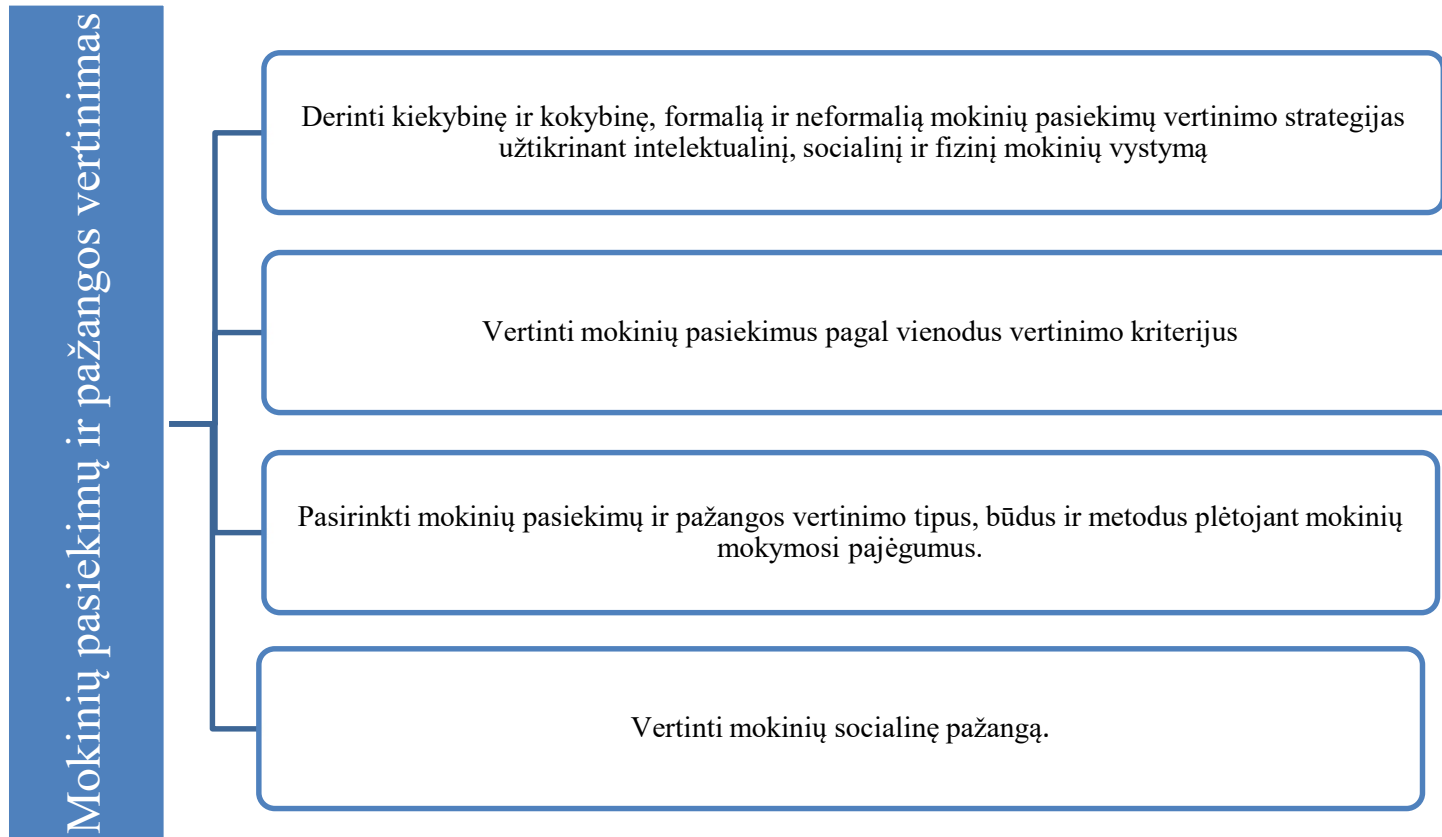 Mokinių pasiekimų ir pažangos vertinimas
Derinti kiekybinę ir kokybinę, formalią ir neformalią mokinių pasiekimų vertinimo strategijas
užtikrinant intelektualinį, socialinį ir fizinį mokinių vystymą
Vertinti mokinių pasiekimus pagal vienodus vertinimo kriterijus
Pasirinkti mokinių pasiekimų ir pažangos vertinimo tipus, būdus ir metodus plėtojant mokinių
mokymosi pajėgumus.
Vertinti mokinių socialinę pažangą.